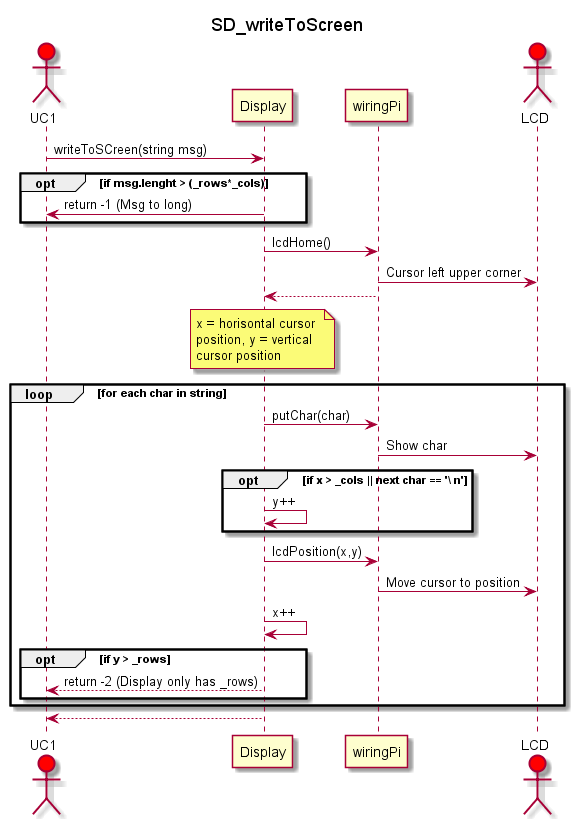 SD_writeToScreen
UC1
Display
wiringPi
LCD
writeToSCreen(string msg)
opt
[if msg.lenght > (_rows*_cols)]
return -1 (Msg to long)
lcdHome()
Cursor left upper corner
x = horisontal cursor
position, y = vertical
cursor position
loop
[for each char in string]
putChar(char)
Show char
opt
[if x > _cols || next char == '\ n']
y++
lcdPosition(x,y)
Move cursor to position
x++
opt
[if y > _rows]
return -2 (Display only has _rows)
UC1
Display
wiringPi
LCD